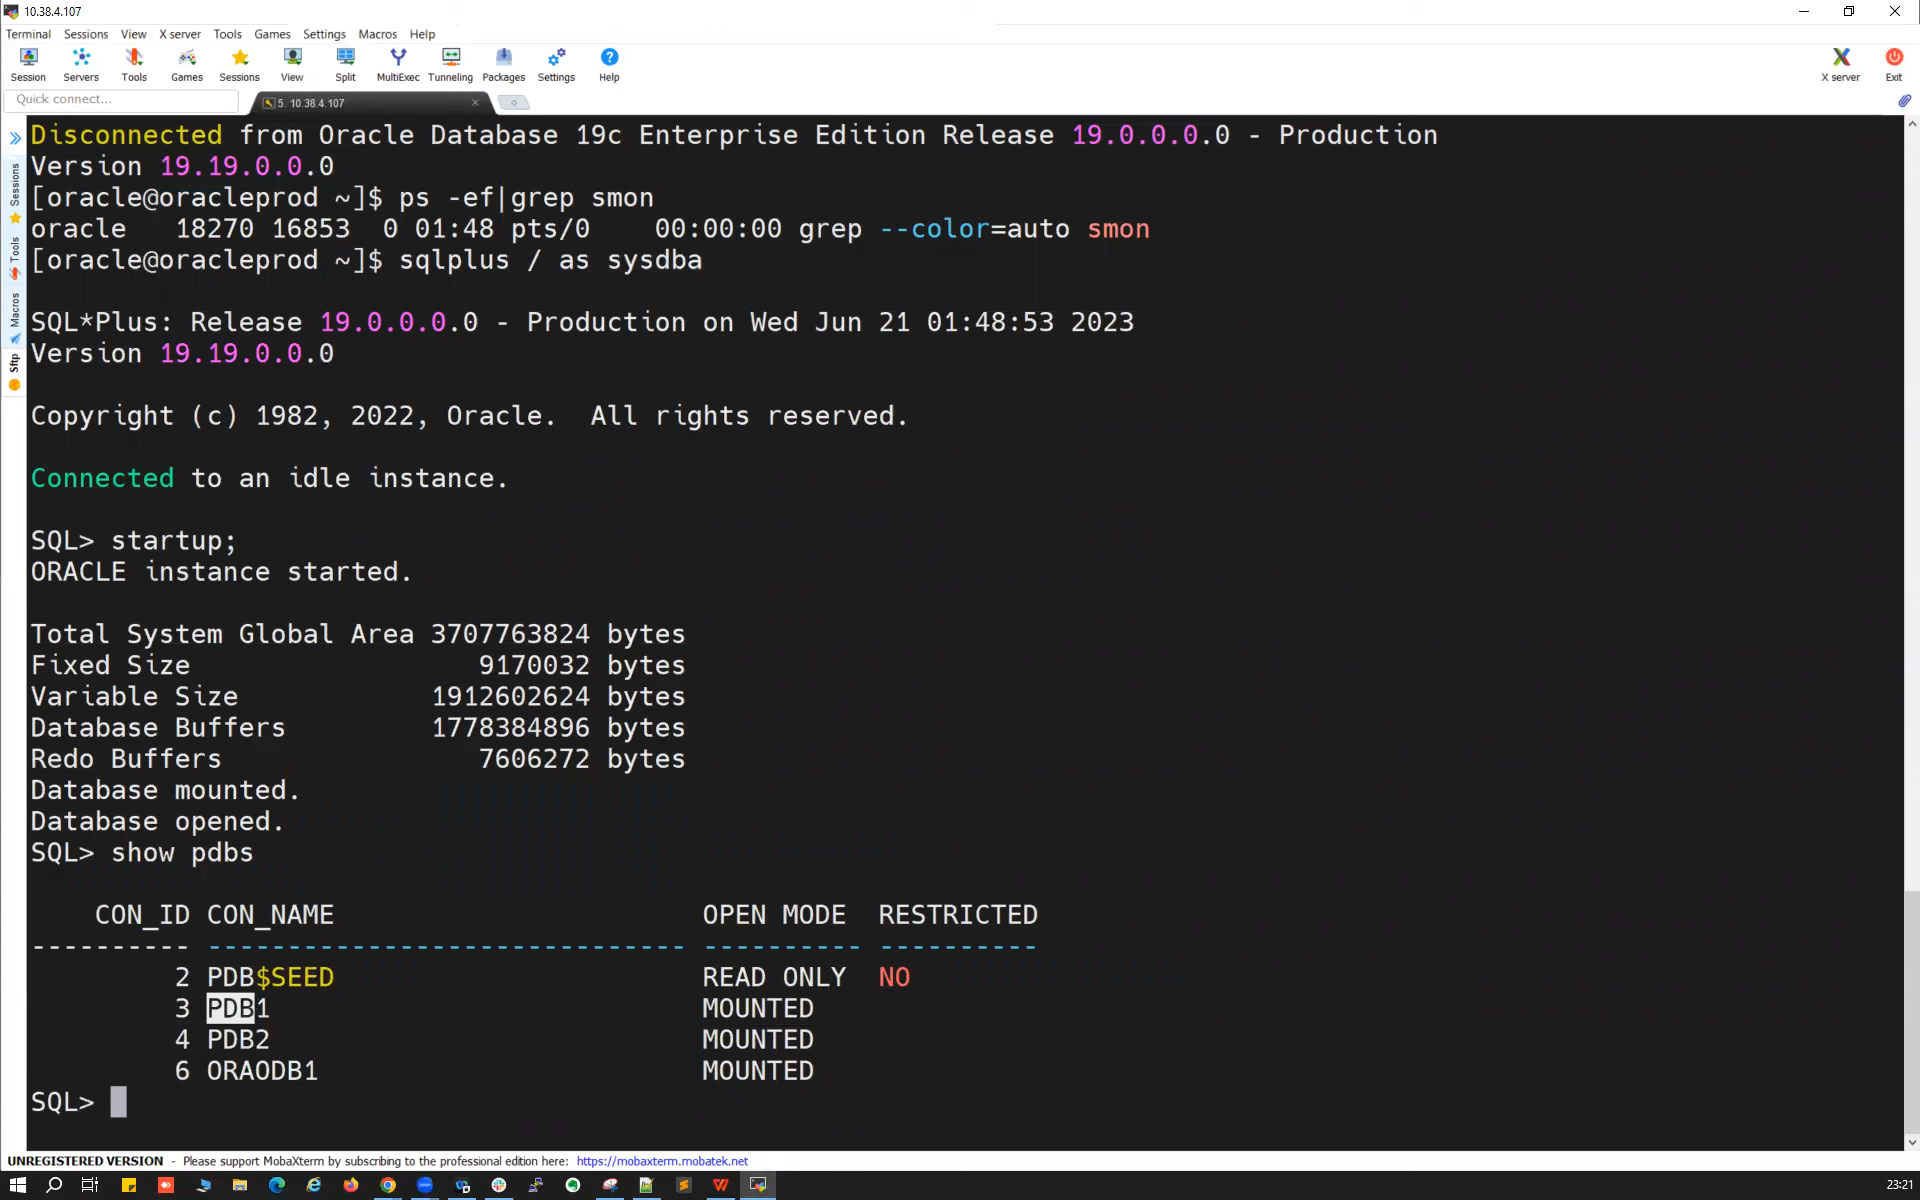 10.38.4.107
Terminal Sessions View X server Tools Games Settings Macros Help
Session Servers Tools Games Sessions View Split MultiExec Tunneling Packages Settings Help X server Exit
Quick connect...
5. 10.38.4.107
Sessions
Tools
Macros
Sftp
Disconnected from Oracle Database 19c Enterprise Edition Release 19.0.0.0.0 - Production
Version 19.19.0.0.0
[oracle@oracleprod ~]$ ps -ef|grep smon
oracle 18270 16853 0 01:48 pts/0 00:00:00 grep --color=auto smon
[oracle@oracleprod ~]$ sqlplus / as sysdba
SQL*Plus: Release 19.0.0.0.0 - Production on Wed Jun 21 01:48:53 2023
Version 19.19.0.0.0
Copyright (c) 1982, 2022, Oracle. All rights reserved.
Connected to an idle instance.
SQL> startup;
ORACLE instance started.
Total System Global Area 3707763824 bytes
Fixed Size 9170032 bytes
Variable Size 1912602624 bytes
Database Buffers 1778384896 bytes
Redo Buffers 7606272 bytes
Database mounted.
Database opened.
SQL> show pdbs
CON_ID CON_NAME OPEN MODE RESTRICTED
---------- ------------------------------ ---------- ----------
2 PDB$SEED READ ONLY NO
3 PDB1 MOUNTED
4 PDB2 MOUNTED
6 ORAODB1 MOUNTED
SQL>
UNREGISTERED VERSION - Please support MobaXterm by subscribing to the professional edition here: https://mobaxterm.mobatek.net
23:21